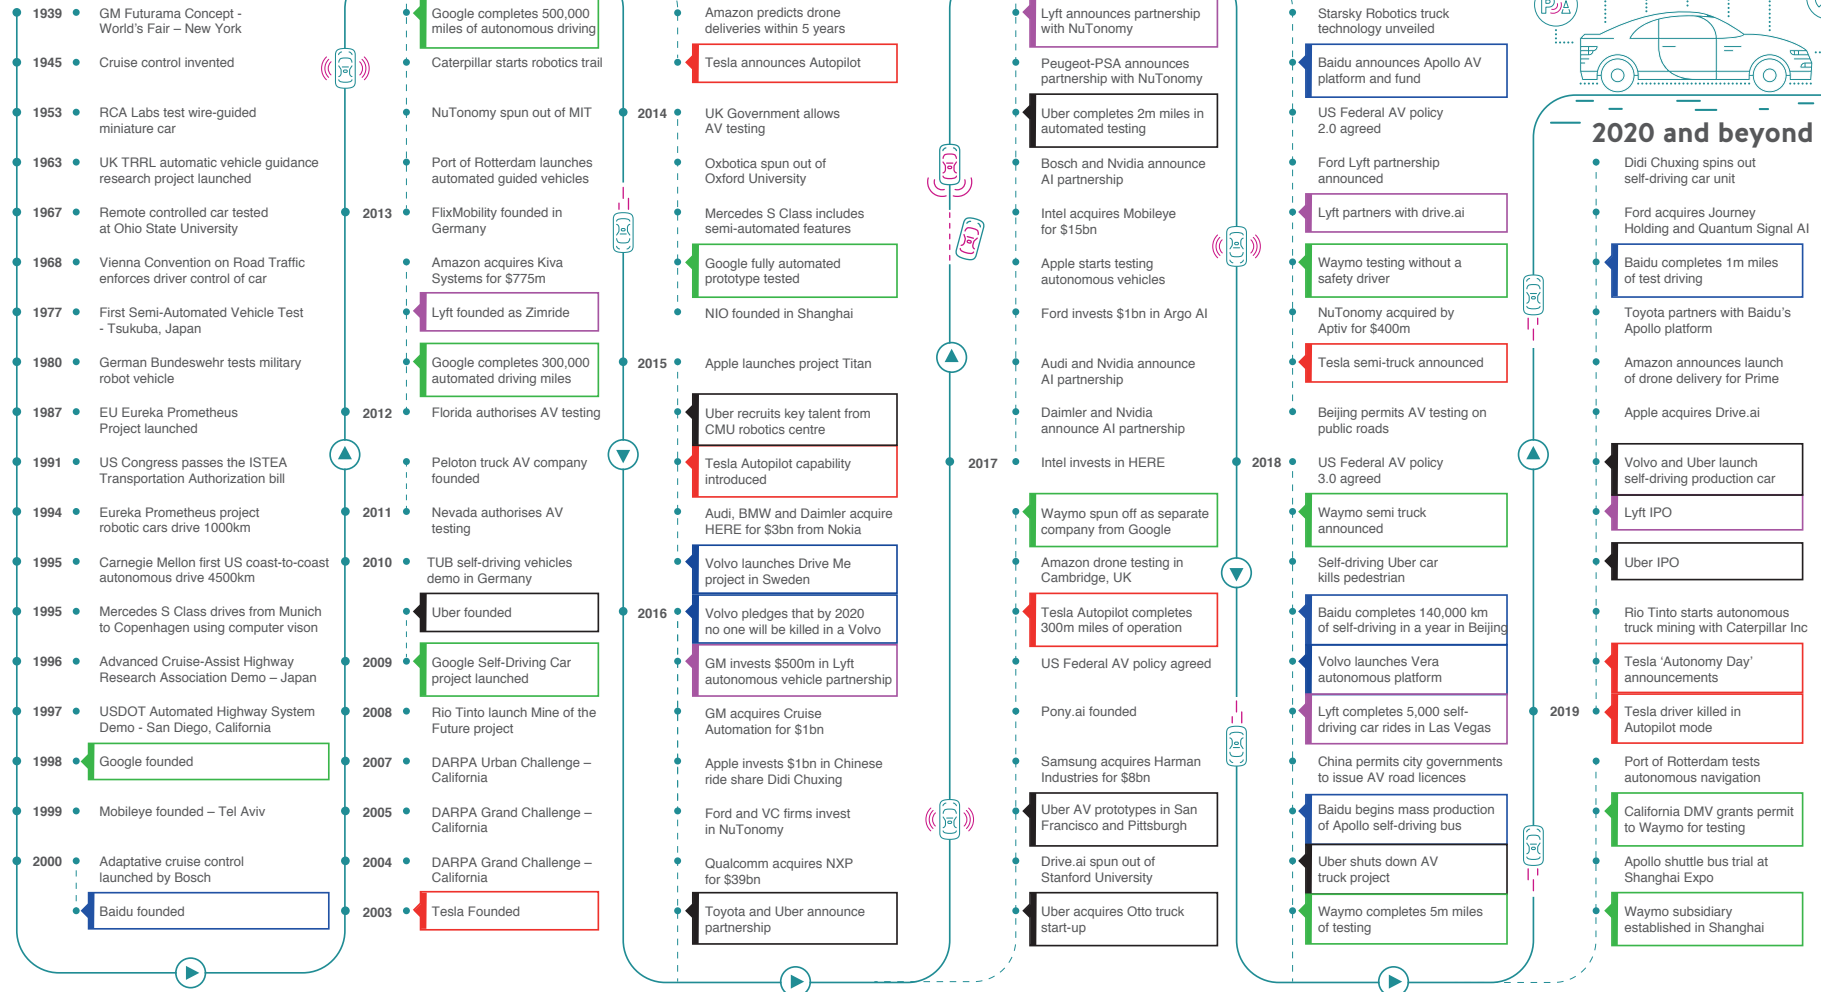 1939
GM Futurama Concept -
World's Fair – New York
1945
Cruise control invented
1953
RCA Labs test wire-guided
miniature car
1963
UK TRRL automatic vehicle guidance
research project launched
1967
Remote controlled car tested
at Ohio State University
1968
Vienna Convention on Road Traffic
enforces driver control of car
1977
First Semi-Automated Vehicle Test
- Tsukuba, Japan
1980
German Bundeswehr tests military
robot vehicle
1987
EU Eureka Prometheus
Project launched
1991
US Congress passes the ISTEA
Transportation Authorization bill
1994
Eureka Prometheus project
robotic cars drive 1000km
1995
Carnegie Mellon first US coast-to-coast
autonomous drive 4500km
1995
Mercedes S Class drives from Munich
to Copenhagen using computer vison
1996
Advanced Cruise-Assist Highway
Research Association Demo – Japan
1997
USDOT Automated Highway System
Demo - San Diego, California
1998
Google founded
1999
Mobileye founded – Tel Aviv
2000
Adaptative cruise control
launched by Bosch
Baidu founded
Google completes 500,000
miles of autonomous driving
Caterpillar starts robotics trail
NuTonomy spun out of MIT
Port of Rotterdam launches
automated guided vehicles
2013
FlixMobility founded in
Germany
Amazon acquires Kiva
Systems for $775m
Lyft founded as Zimride
Google completes 300,000
automated driving miles
2012
Florida authorises AV testing
Peloton truck AV company
founded
2011
Nevada authorises AV
testing
2010
TUB self-driving vehicles
demo in Germany
Uber founded
2009
Google Self-Driving Car
project launched
2008
Rio Tinto launch Mine of the
Future project
2007
DARPA Urban Challenge –
California
2005
DARPA Grand Challenge –
California
2004
DARPA Grand Challenge –
California
2003
Tesla Founded
Amazon predicts drone
deliveries within 5 years
Tesla announces Autopilot
2014
UK Government allows
AV testing
Oxbotica spun out of
Oxford University
Mercedes S Class includes
semi-automated features
Google fully automated
prototype tested
NIO founded in Shanghai
2015
Apple launches project Titan
Uber recruits key talent from
CMU robotics centre
Tesla Autopilot capability
introduced
Audi, BMW and Daimler acquire
HERE for $3bn from Nokia
Volvo launches Drive Me
project in Sweden
2016
Volvo pledges that by 2020
no one will be killed in a Volvo
GM invests $500m in Lyft
autonomous vehicle partnership
GM acquires Cruise
Automation for $1bn
Apple invests $1bn in Chinese
ride share Didi Chuxing
Ford and VC firms invest
in NuTonomy
Qualcomm acquires NXP
for $39bn
Toyota and Uber announce
partnership
Lyft announces partnership
with NuTonomy
Peugeot-PSA announces
partnership with NuTonomy
Uber completes 2m miles in
automated testing
Bosch and Nvidia announce
AI partnership
Intel acquires Mobileye
for $15bn
Apple starts testing
autonomous vehicles
Ford invests $1bn in Argo AI
Audi and Nvidia announce
AI partnership
Daimler and Nvidia
announce AI partnership
2017
Intel invests in HERE
Waymo spun off as separate
company from Google
Amazon drone testing in
Cambridge, UK
Tesla Autopilot completes
300m miles of operation
US Federal AV policy agreed
Pony.ai founded
Samsung acquires Harman
Industries for $8bn
Uber AV prototypes in San
Francisco and Pittsburgh
Drive.ai spun out of
Stanford University
Uber acquires Otto truck
start-up
Starsky Robotics truck
technology unveiled
Baidu announces Apollo AV
platform and fund
US Federal AV policy
2.0 agreed
Ford Lyft partnership
announced
Lyft partners with drive.ai
Waymo testing without a
safety driver
NuTonomy acquired by
Aptiv for $400m
Tesla semi-truck announced
Beijing permits AV testing on
public roads
2018
US Federal AV policy
3.0 agreed
Waymo semi truck
announced
Self-driving Uber car
kills pedestrian
Baidu completes 140,000 km
of self-driving in a year in Beijing
Volvo launches Vera
autonomous platform
Lyft completes 5,000 self-
driving car rides in Las Vegas
China permits city governments
to issue AV road licences
Baidu begins mass production
of Apollo self-driving bus
Uber shuts down AV
truck project
Waymo completes 5m miles
of testing
2020 and beyond
Didi Chuxing spins out
self-driving car unit
Ford acquires Journey
Holding and Quantum Signal AI
Baidu completes 1m miles
of test driving
Toyota partners with Baidu's
Apollo platform
Amazon announces launch
of drone delivery for Prime
Apple acquires Drive.ai
Volvo and Uber launch
self-driving production car
Lyft IPO
Uber IPO
Rio Tinto starts autonomous
truck mining with Caterpillar Inc
Tesla 'Autonomy Day'
announcements
2019
Tesla driver killed in
Autopilot mode
Port of Rotterdam tests
autonomous navigation
California DMV grants permit
to Waymo for testing
Apollo shuttle bus trial at
Shanghai Expo
Waymo subsidiary
established in Shanghai